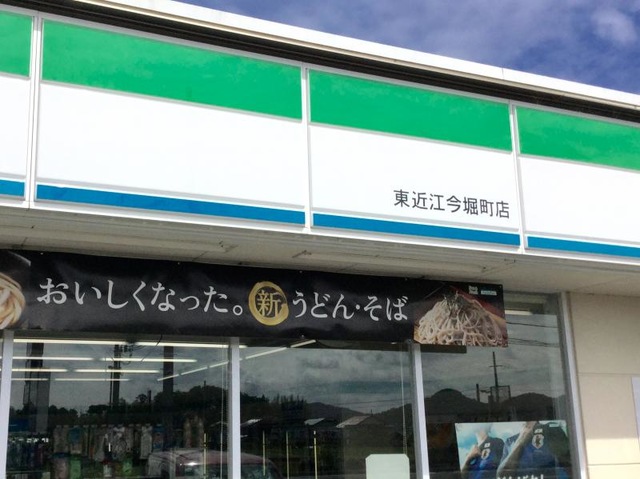 東近江今堀町店
おいしくなった。新 うどん・そば